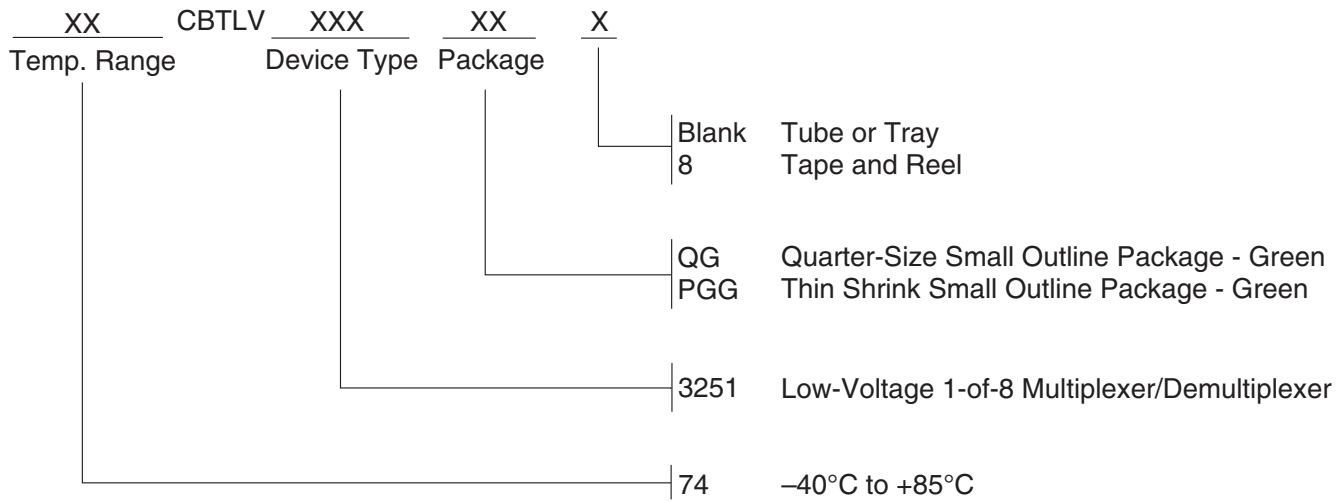 XX CBTLV XXX XX X
Temp. Range Device Type Package
Blank Tube or Tray
8 Tape and Reel
QG Quarter-Size Small Outline Package - Green
PGG Thin Shrink Small Outline Package - Green
3251 Low-Voltage 1-of-8 Multiplexer/Demultiplexer
74 –40°C to +85°C